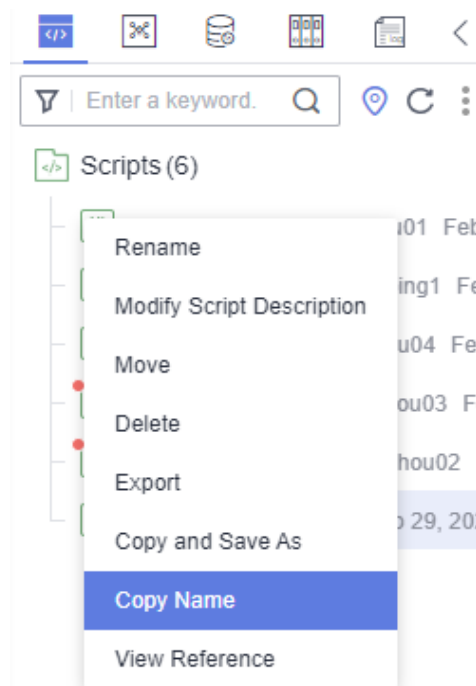 Enter a keyword.
Scripts (6)
Rename
Modify Script Description
Move
Delete
Export
Copy and Save As
Copy Name
View Reference